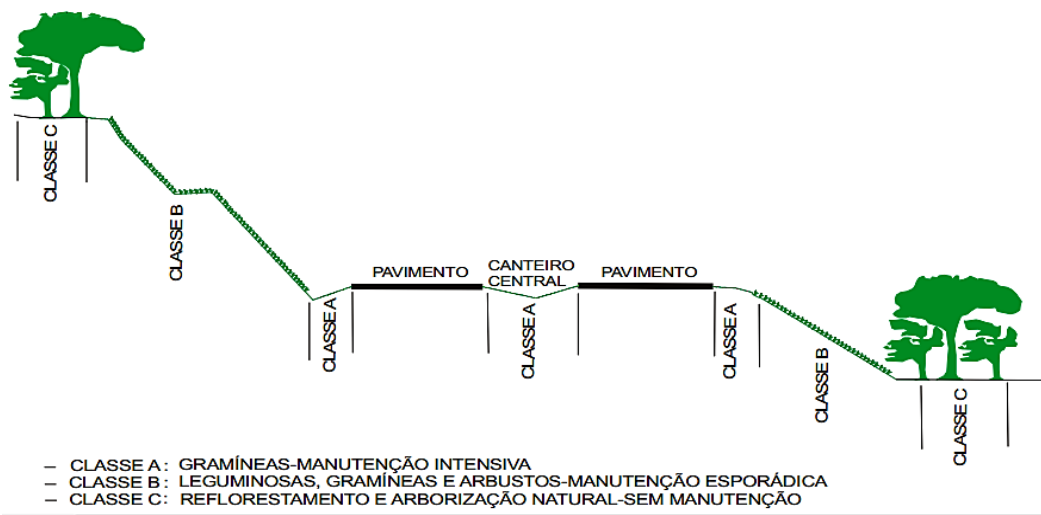 CLASSE C
CLASSE B
CLASSE A
PAVIMENTO
CANTEIRO
CENTRAL
CLASSE A
PAVIMENTO
CLASSE A
CLASSE B
CLASSE C
– CLASSE A: GRAMÍNEAS-MANUTENÇÃO INTENSIVA
– CLASSE B: LEGUMINOSAS, GRAMÍNEAS E ARBUSTOS-MANUTENÇÃO ESPORÁDICA
– CLASSE C: REFLORESTAMENTO E ARBORIZAÇÃO NATURAL-SEM MANUTENÇÃO